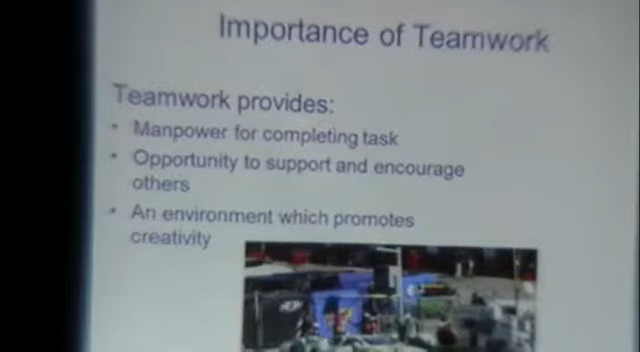 Importance of Teamwork
Teamwork provides:
• Manpower for completing task
• Opportunity to support and encourage
others
• An environment which promotes
creativity